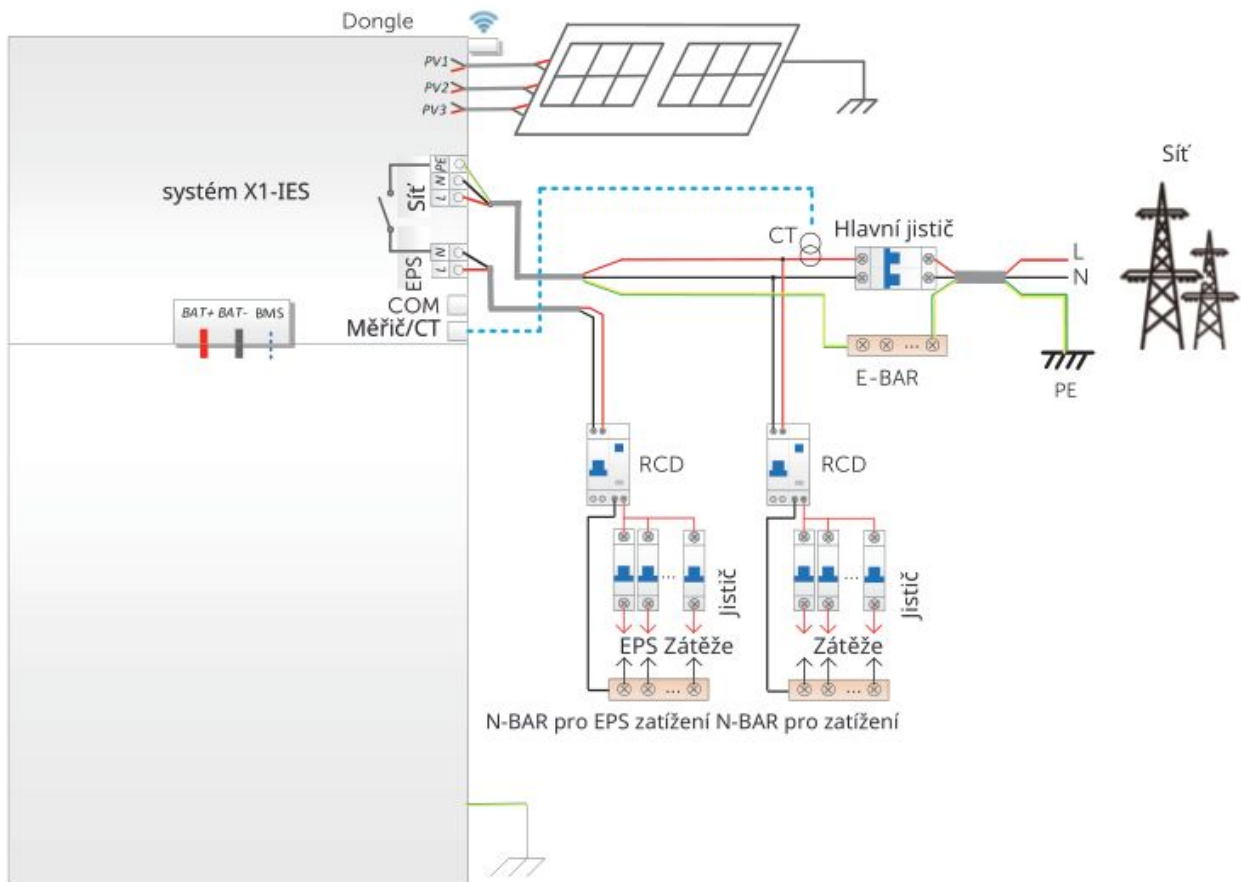 Dongle
PV1
PV2
PV3
systém X1-IES
Síť
PE
N
L
EPS
N
L
COM
Měřič/CT
BAT+ BAT- BMS
CT
Hlavní jistič
Síť
L
N
E-BAR
PE
RCD
RCD
...
Jistič
...
Jistič
EPS Zátěže
Zátěže
...
...
N-BAR pro EPS zatížení N-BAR pro zatížení